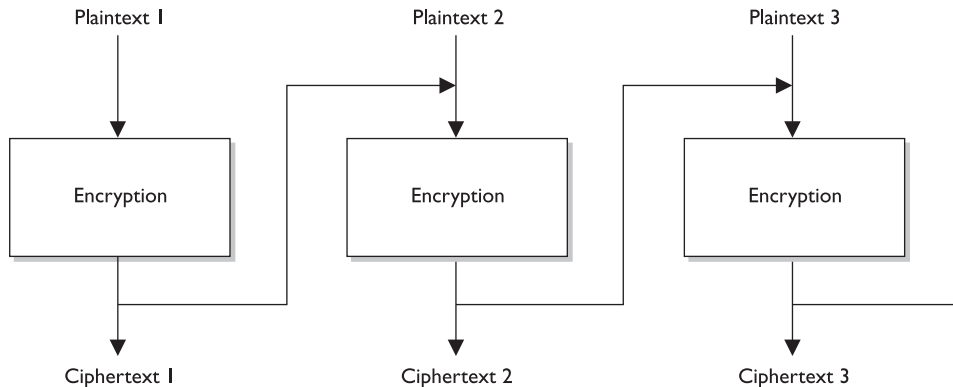 Plaintext 1
Plaintext 2
Plaintext 3
Encryption
Encryption
Encryption
Ciphertext 1
Ciphertext 2
Ciphertext 3